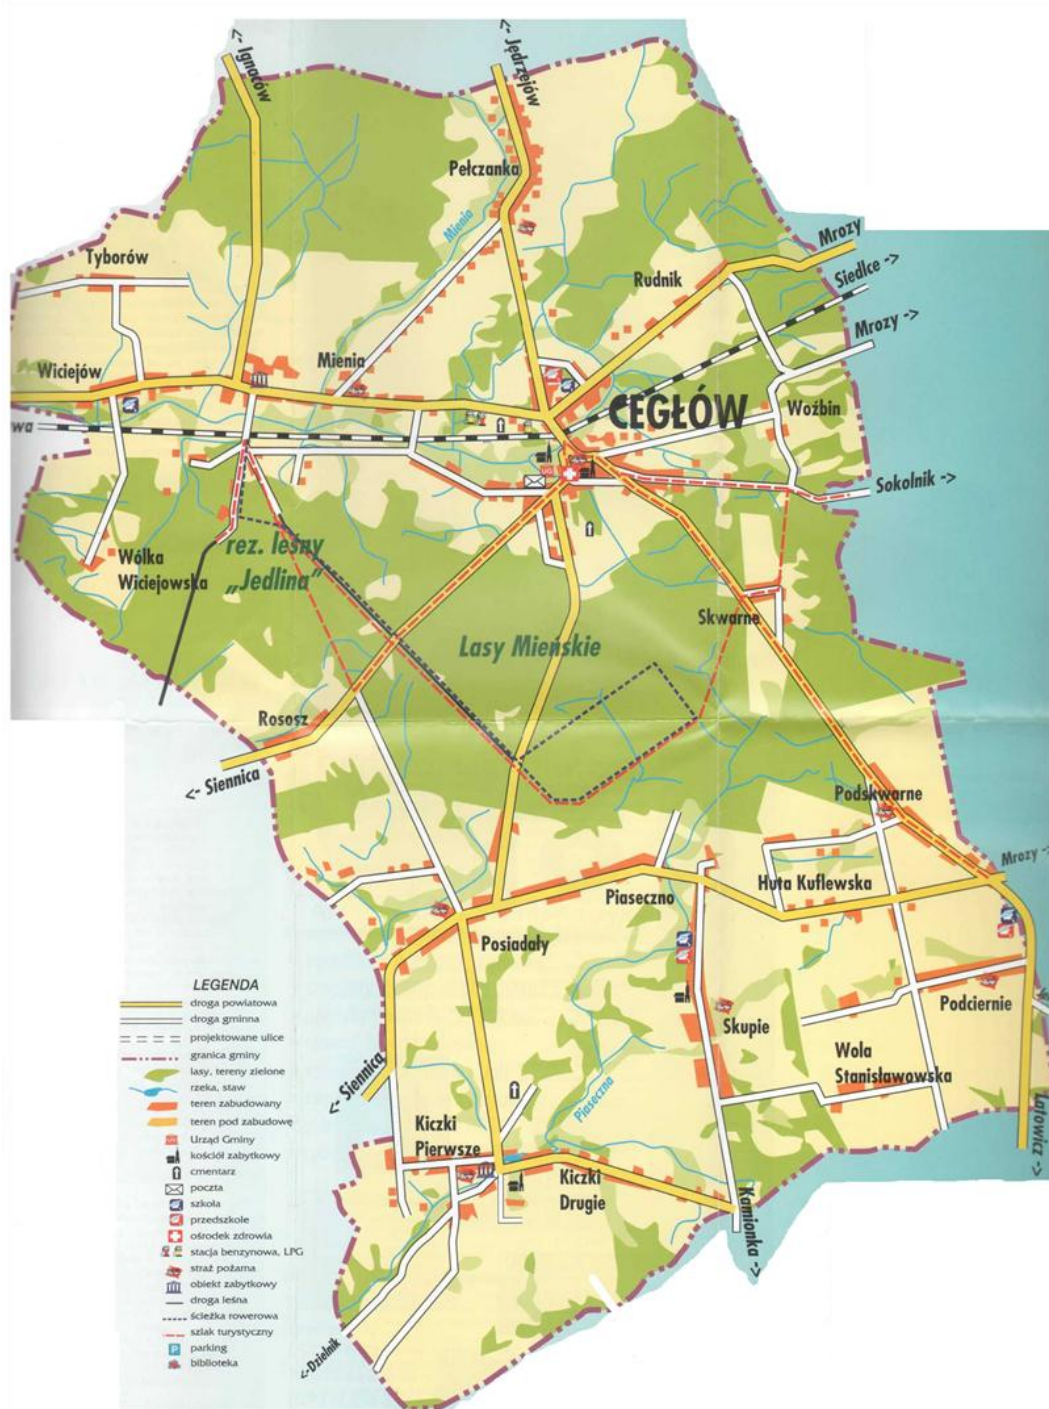 <- Ignaców
<- Jędrzejów
Pełczanka
Mienia
Tyborów
Rudnik
Mrozy
Siedlce ->
Mrozy ->
Wiciejów
Mienia
CEGŁÓW
Woźbin
Sokolnik ->
UG
rez. leśny
„Jedlina”
Wólka
Wiciejowska
Lasy Mieńskie
Skwarne
Rososz
<- Siennica
Podskwarne
Mrozy ->
Piaseczno
Huta Kuflewska
Posiadały
Skupie
Podciernie
Wola
Stanisławowska
<- Siennica
Piaseczna
Latowicz ->
Kiczki
Pierwsze
Kiczki
Drugie
Kamionka ->
<-Dzielnik
LEGENDA
droga powiatowa
droga gminna
projektowane ulice
granica gminy
lasy, tereny zielone
rzeka, staw
teren zabudowany
teren pod zabudowę
Urząd Gminy
kościół zabytkowy
cmentarz
poczta
szkoła
przedszkole
ośrodek zdrowia
stacja benzynowa, LPG
straż pożarna
obiekt zabytkowy
droga leśna
ścieżka rowerowa
szlak turystyczny
P parking
biblioteka